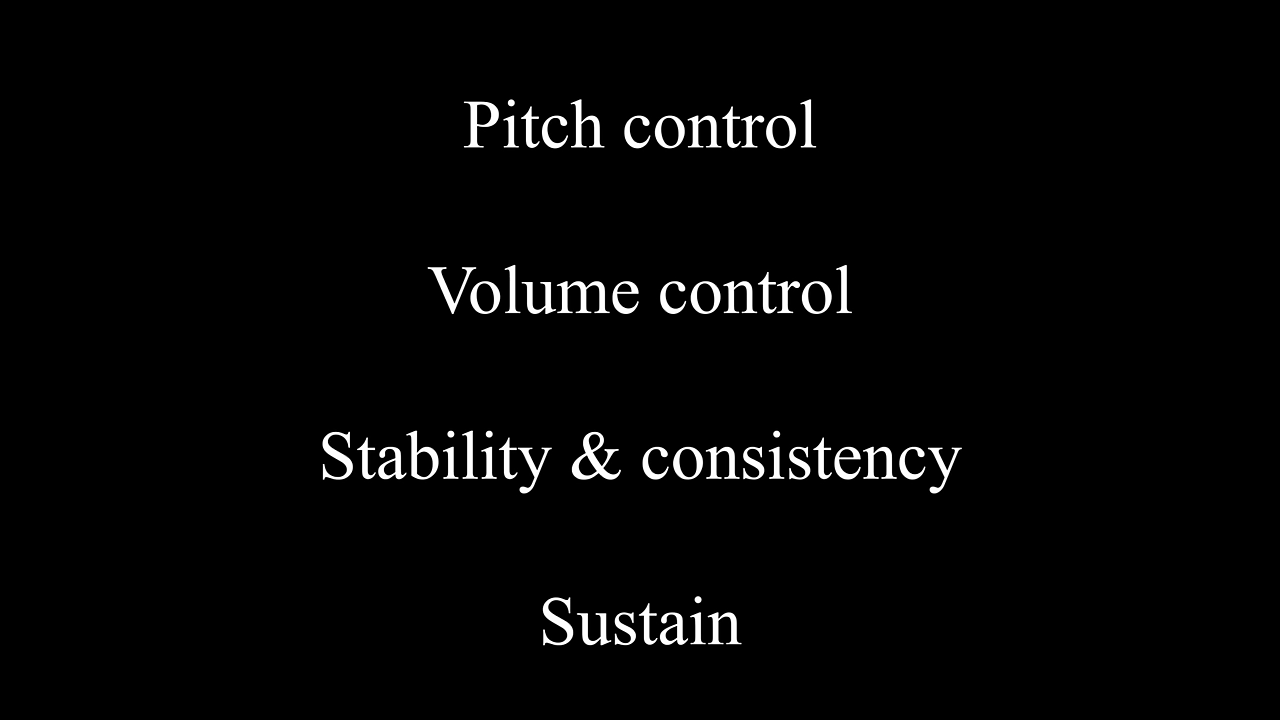 Pitch control
Volume control
Stability & consistency
Sustain